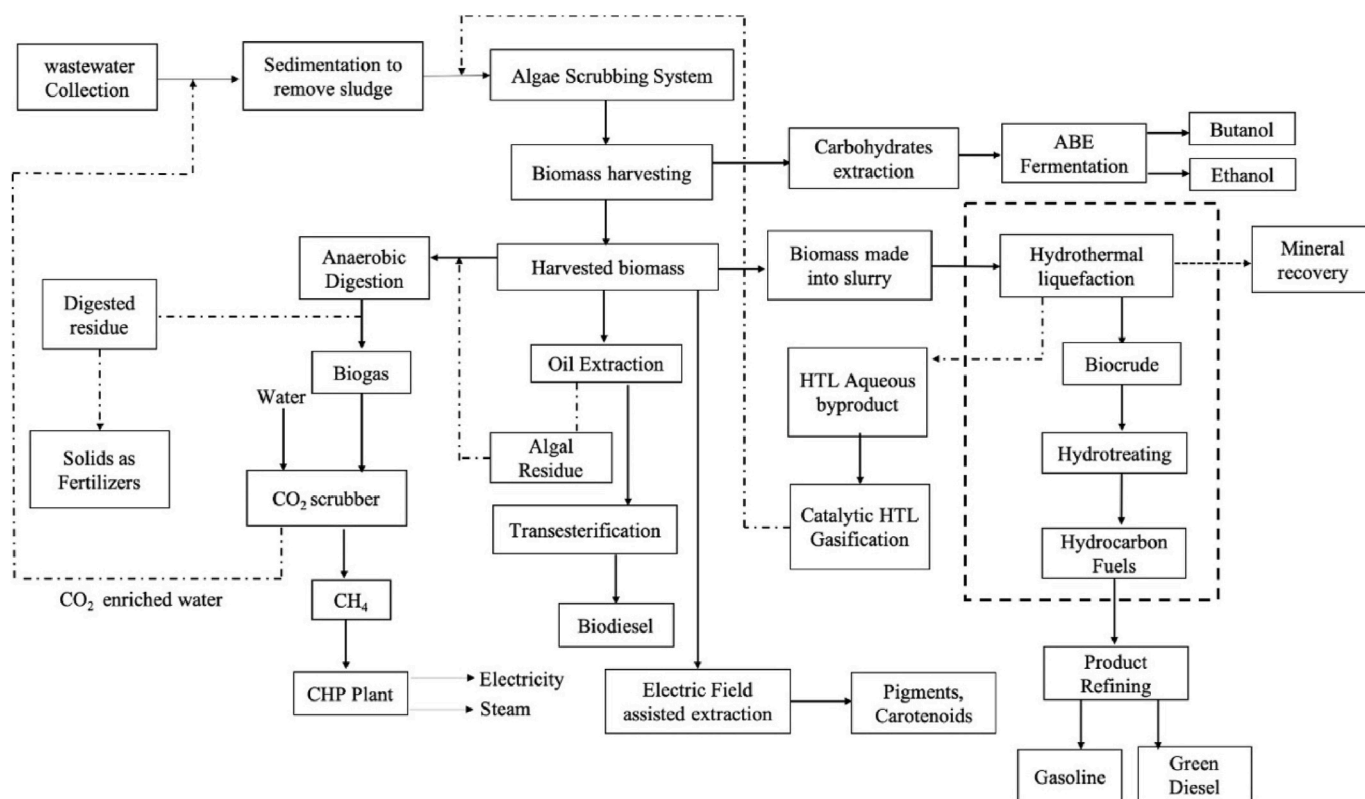 wastewater
Collection
Sedimentation to
remove sludge
Algae Scrubbing System
Biomass harvesting
Carbohydrates
extraction
ABE
Fermentation
Butanol
Ethanol
Anaerobic
Digestion
Harvested biomass
Biomass made
into slurry
Hydrothermal
liquefaction
Mineral
recovery
Digested
residue
Biogas
Oil Extraction
HTL Aqueous
byproduct
Biocrude
Water
Solids as
Fertilizers
Algal
Residue
Hydrotreating
CO₂ scrubber
Transesterification
Catalytic HTL
Gasification
Hydrocarbon
Fuels
CO₂ enriched water
CH₄
Biodiesel
CHP Plant
Electricity
Steam
Electric Field
assisted extraction
Pigments,
Carotenoids
Product
Refining
Gasoline
Green
Diesel